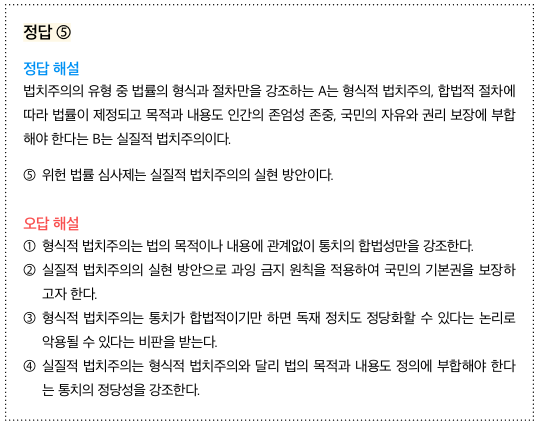 정답 ⑤
정답 해설
법치주의의 유형 중 법률의 형식과 절차만을 강조하는 A는 형식적 법치주의, 합법적 절차에
따라 법률이 제정되고 목적과 내용도 인간의 존엄성 존중, 국민의 자유와 권리 보장에 부합
해야 한다는 B는 실질적 법치주의이다.
⑤ 위헌 법률 심사제는 실질적 법치주의의 실현 방안이다.
오답 해설
① 형식적 법치주의는 법의 목적이나 내용에 관계없이 통치의 합법성만을 강조한다.
② 실질적 법치주의의 실현 방안으로 과잉 금지 원칙을 적용하여 국민의 기본권을 보장하
고자 한다.
③ 형식적 법치주의는 통치가 합법적이기만 하면 독재 정치도 정당화할 수 있다는 논리로
악용될 수 있다는 비판을 받는다.
④ 실질적 법치주의는 형식적 법치주의와 달리 법의 목적과 내용도 정의에 부합해야 한다
는 통치의 정당성을 강조한다.